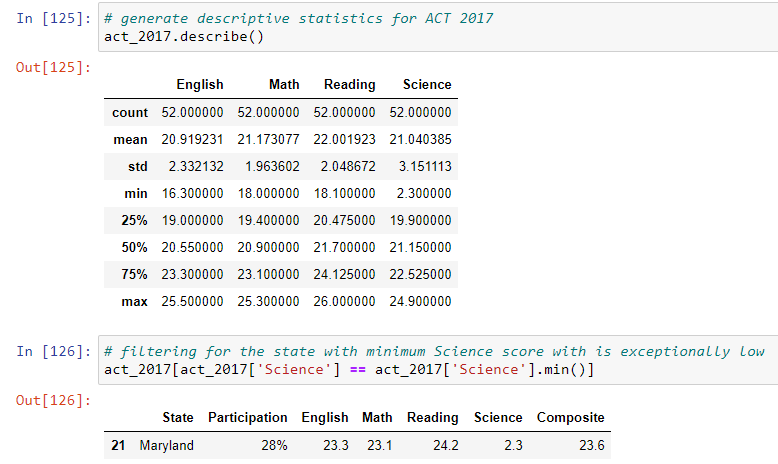 In [125]: # generate descriptive statistics for ACT 2017
act_2017.describe()
Out[125]:
English Math Reading Science
count 52.000000 52.000000 52.000000 52.000000
mean 20.919231 21.173077 22.001923 21.040385
std 2.332132 1.963602 2.048672 3.151113
min 16.300000 18.000000 18.100000 2.300000
25% 19.000000 19.400000 20.475000 19.900000
50% 20.550000 20.900000 21.700000 21.150000
75% 23.300000 23.100000 24.125000 22.525000
max 25.500000 25.300000 26.000000 24.900000
In [126]: # filtering for the state with minimum Science score with is exceptionally low
act_2017[act_2017['Science'] == act_2017['Science'].min()]
Out[126]:
State Participation English Math Reading Science Composite
21 Maryland 28% 23.3 23.1 24.2 2.3 23.6